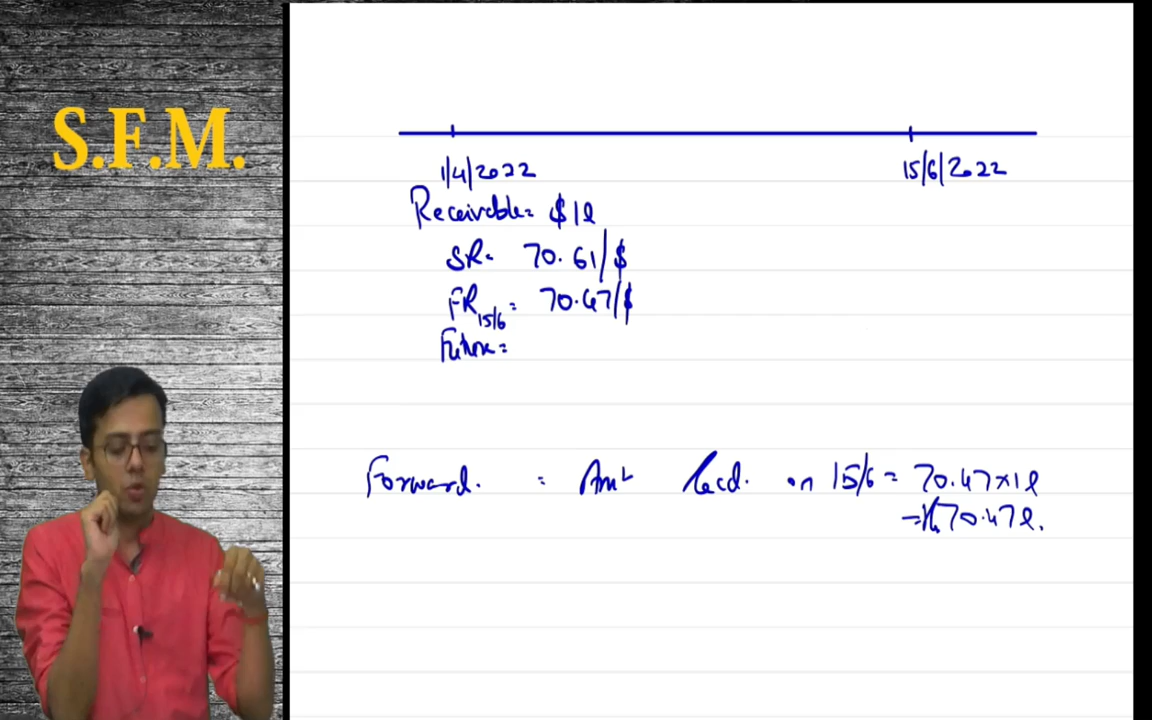 S.F.M.
1/4/2022 15/6/2022
Receivable = $1l
SR = 70.61/$
FR15/6 = 70.47/$
Future =
Forward. = Amt Recd. on 15/6 = 70.47×1l
= Rs 70.47l.